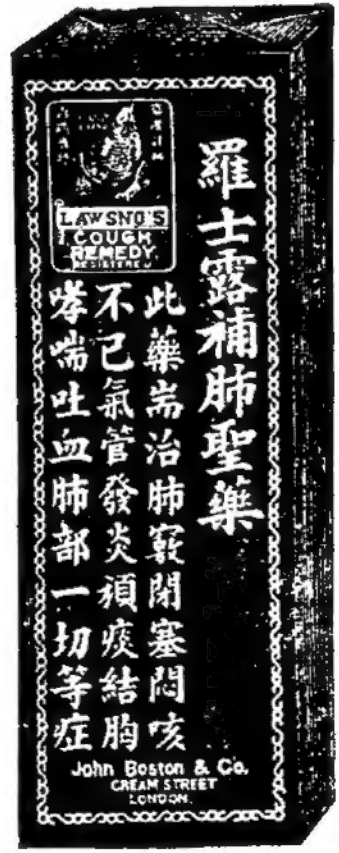 羅士露補肺聖藥
此藥耑治肺竅閉塞悶咳
不已氣管發炎頑痰結胸
哮喘吐血肺部一切等症
LAWSNO'S
COUGH
REMEDY
REGISTERED
John Boston & Co.
CREAM STREET
LONDON.